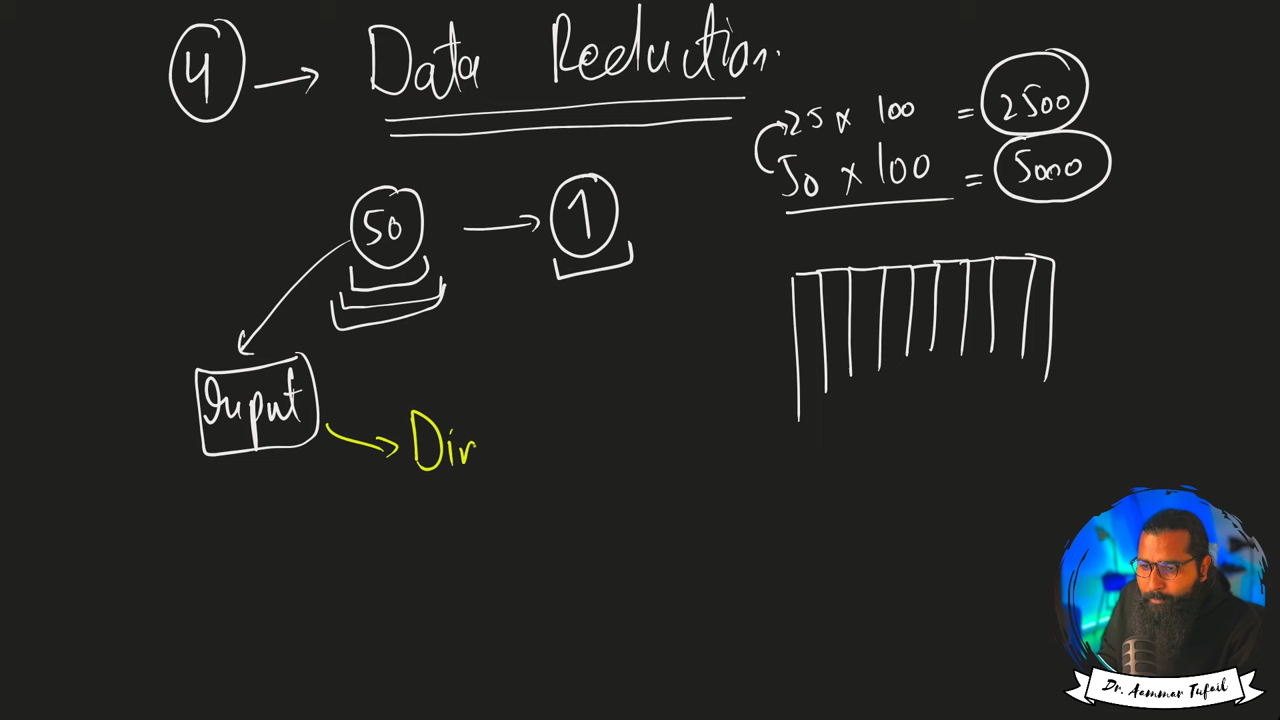 4 → Data Reduction.
25 x 100 = 2500
50 x 100 = 5000
50 → 1
Input
Dir
Dr. Aammar Tufail